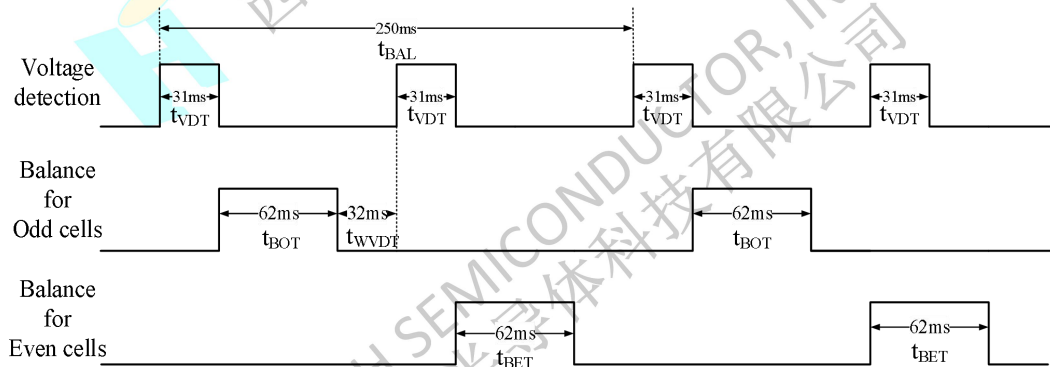 250ms
tBAL
Voltage
detection
31ms
tVDT
31ms
tVDT
31ms
tVDT
31ms
tVDT
Balance
for
Odd cells
62ms
tBOT
32ms
tWVDT
62ms
tBOT
Balance
for
Even cells
62ms
tBET
62ms
tBET
SEMICONDUCTOR,
半导体科技有限公司